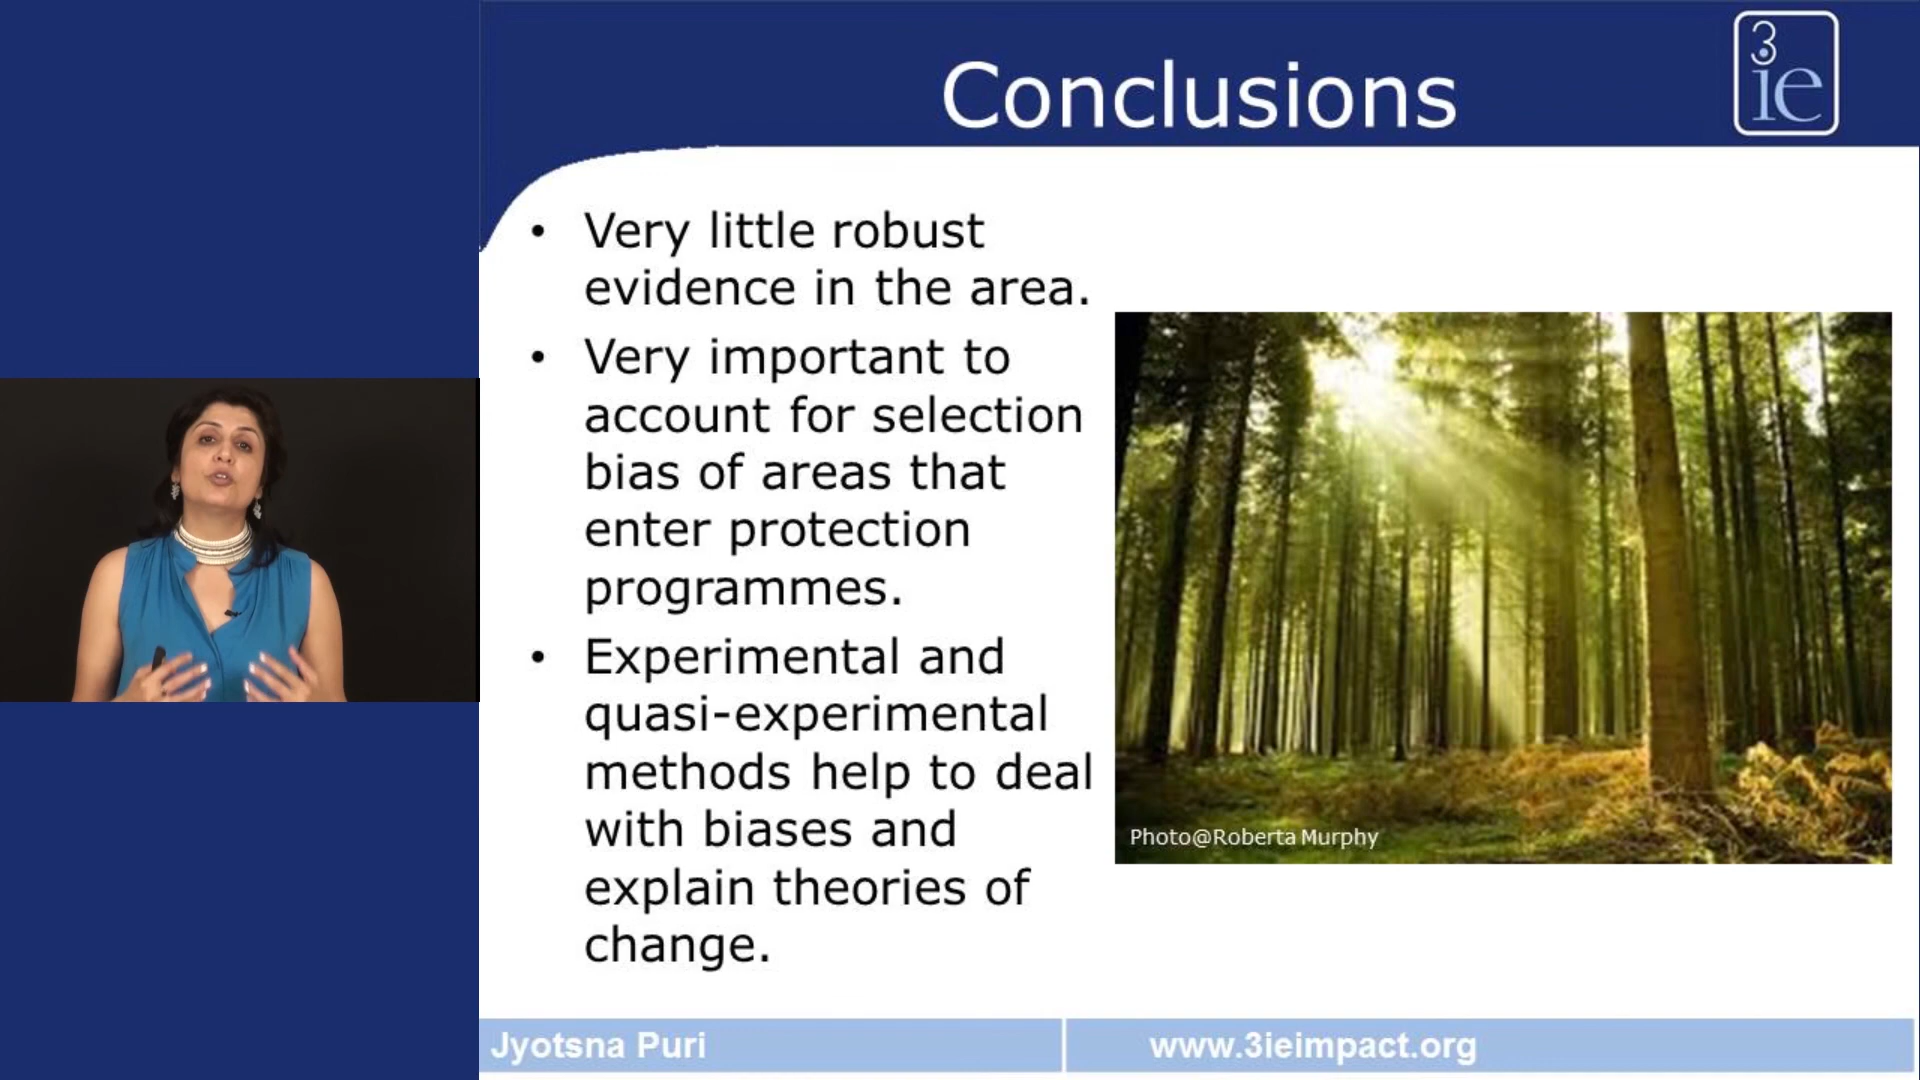 Conclusions
3
ie
• Very little robust
evidence in the area.
• Very important to
account for selection
bias of areas that
enter protection
programmes.
• Experimental and
quasi-experimental
methods help to deal
with biases and
explain theories of
change.
Photo@Roberta Murphy
Jyotsna Puri
www.3ieimpact.org